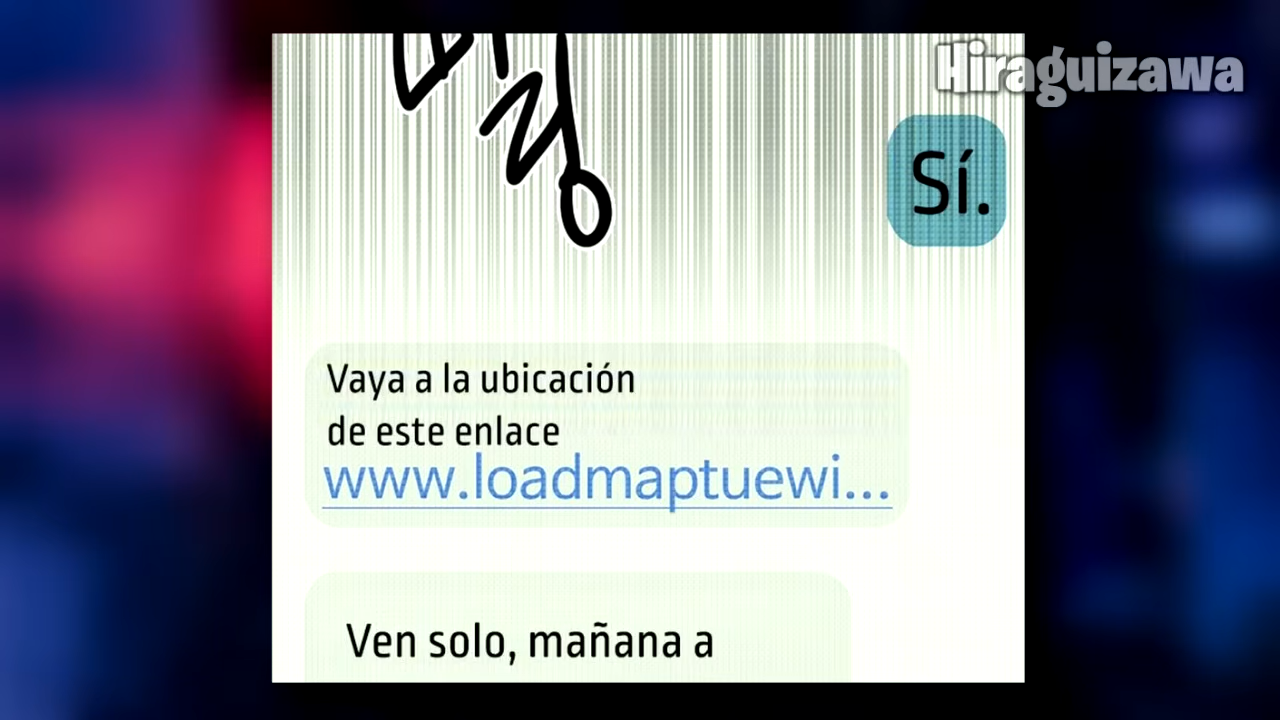 Hiraguizawa
Sí.
Vaya a la ubicación
de este enlace
www.loadmaptuewi...
Ven solo, mañana a